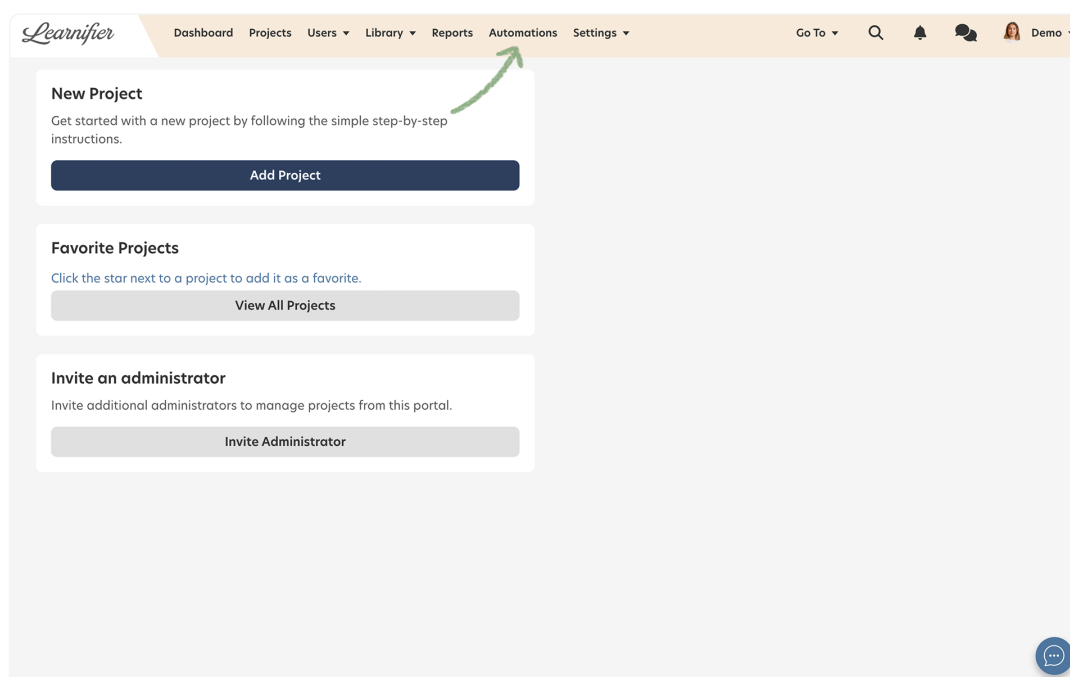 Learnifier
Dashboard Projects Users Library Reports Automations Settings Go To Demo
New Project
Get started with a new project by following the simple step-by-step
instructions.
Add Project
Favorite Projects
Click the star next to a project to add it as a favorite.
View All Projects
Invite an administrator
Invite additional administrators to manage projects from this portal.
Invite Administrator